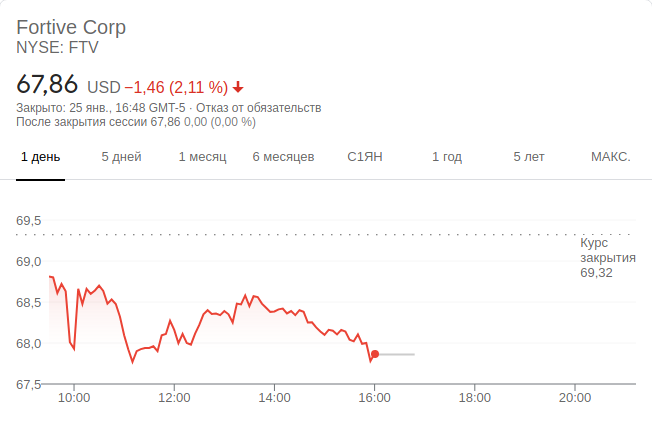 Fortive Corp
NYSE: FTV
67,86 USD −1,46 (2,11 %)
Закрыто: 25 янв., 16:48 GMT-5 · Отказ от обязательств
После закрытия сессии 67,86 0,00 (0,00 %)
1 день 5 дней 1 месяц 6 месяцев С1ЯН 1 год 5 лет МАКС.
69,5
Курс
закрытия
69,32
69,0
68,5
68,0
67,5
10:00 12:00 14:00 16:00 18:00 20:00